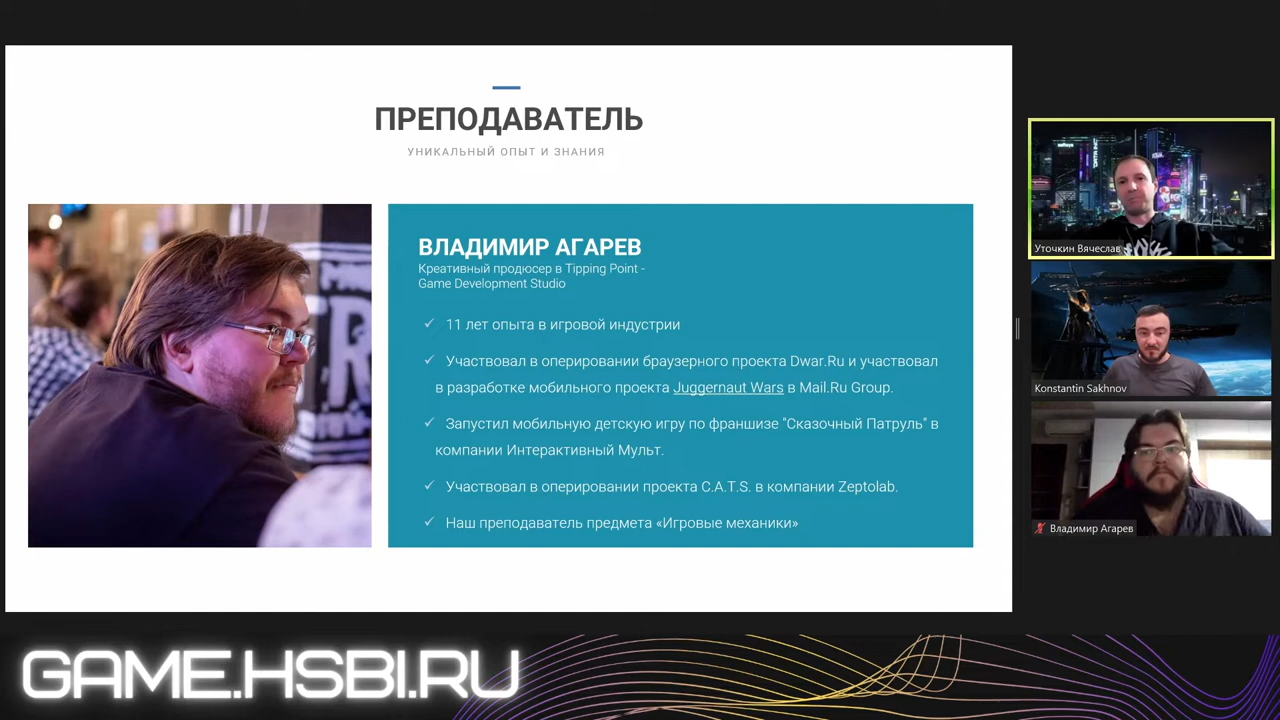 ПРЕПОДАВАТЕЛЬ
УНИКАЛЬНЫЙ ОПЫТ И ЗНАНИЯ
ВЛАДИМИР АГАРЕВ
Креативный продюсер в Tipping Point -
Game Development Studio
11 лет опыта в игровой индустрии
Участвовал в оперировании браузерного проекта Dwar.Ru и участвовал
в разработке мобильного проекта Juggernaut Wars в Mail.Ru Group.
Запустил мобильную детскую игру по франшизе "Сказочный Патруль" в
компании Интерактивный Мульт.
Участвовал в оперировании проекта C.A.T.S. в компании Zeptolab.
Наш преподаватель предмета «Игровые механики»
Уточкин Вячеслав
Konstantin Sakhnov
Владимир Агарев
GAME.HSBI.RU